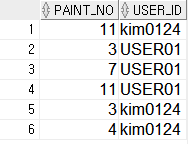 PAINT_NO USER_ID
1 11 kim0124
2 3 USER01
3 7 USER01
4 11 USER01
5 3 kim0124
6 4 kim0124